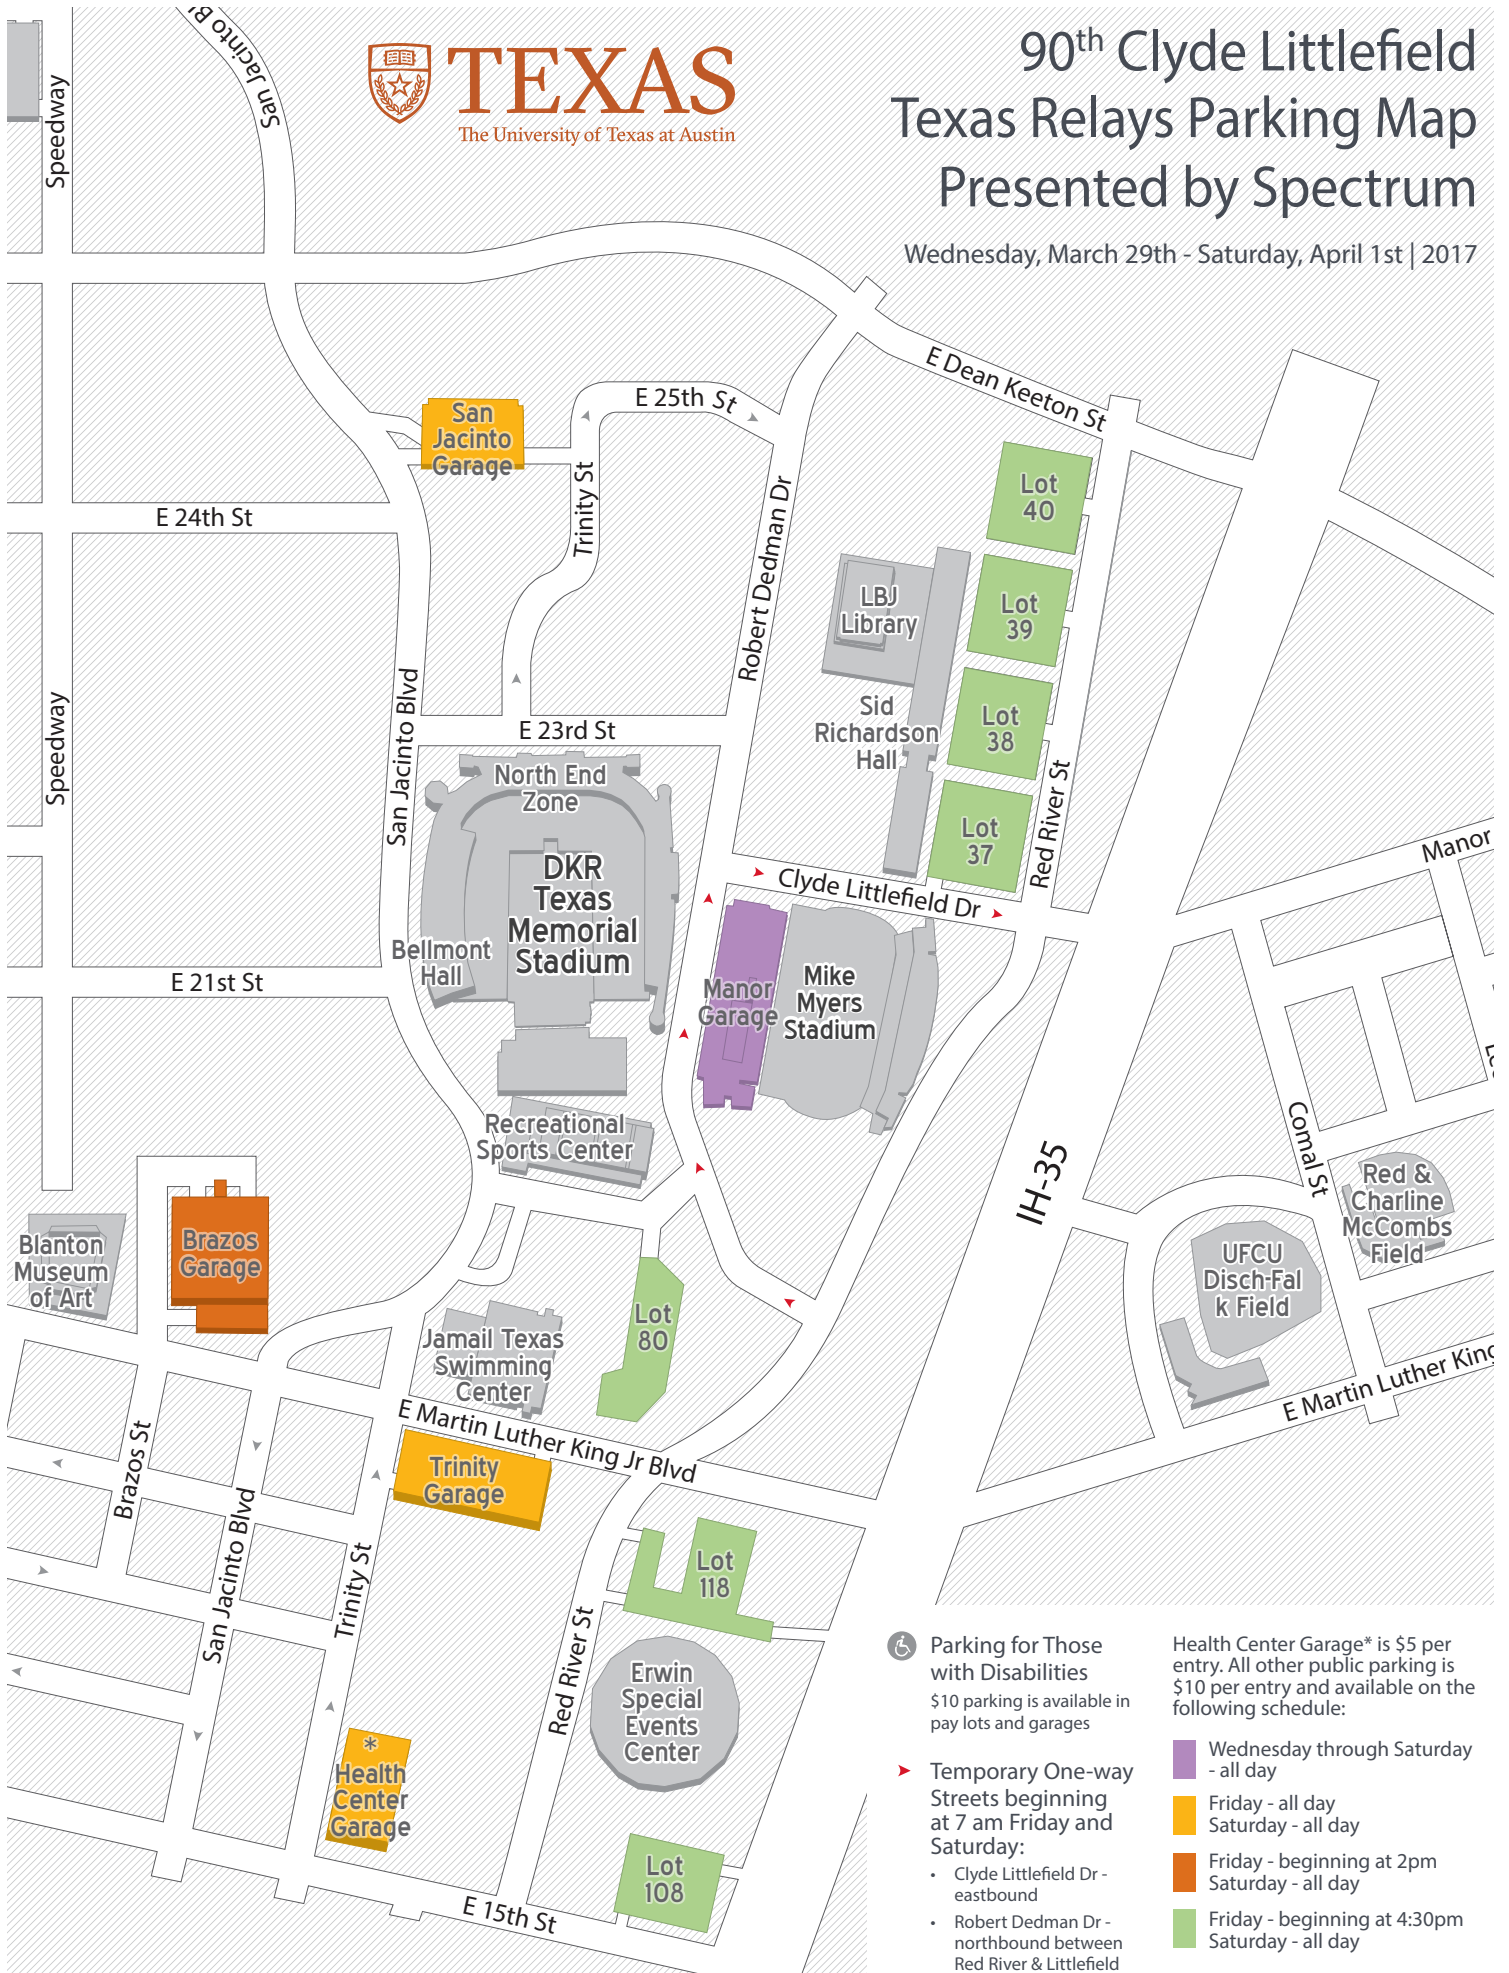 90th Clyde Littlefield
Texas Relays Parking Map
Presented by Spectrum
Wednesday, March 29th - Saturday, April 1st | 2017
TEXAS
The University of Texas at Austin
San Jacinto Bl
Speedway
E Dean Keeton St
E 25th St
San
Jacinto
Garage
Trinity St
Robert Dedman Dr
E 24th St
Lot
40
Lot
39
Lot
38
Lot
37
LBJ
Library
Sid
Richardson
Hall
Red River St
San Jacinto Blvd
Speedway
E 23rd St
North End
Zone
DKR
Texas
Memorial
Stadium
Bellmont
Hall
Clyde Littlefield Dr
Manor
Garage
Mike
Myers
Stadium
Manor
E 21st St
Recreational
Sports Center
IH-35
Comal St
Red &
Charline
McCombs
Field
UFCU
Disch-Fal
k Field
Blanton
Museum
of Art
Brazos
Garage
Lot
80
Jamail Texas
Swimming
Center
E Martin Luther King
E Martin Luther King Jr Blvd
Trinity
Garage
Brazos St
San Jacinto Blvd
Trinity St
Lot
118
Red River St
Erwin
Special
Events
Center
*
Health
Center
Garage
Lot
108
E 15th St
Parking for Those
with Disabilities
$10 parking is available in
pay lots and garages
Temporary One-way
Streets beginning
at 7 am Friday and
Saturday:
• Clyde Littlefield Dr -
eastbound
• Robert Dedman Dr -
northbound between
Red River & Littlefield
Health Center Garage* is $5 per
entry. All other public parking is
$10 per entry and available on the
following schedule:
Wednesday through Saturday
- all day
Friday - all day
Saturday - all day
Friday - beginning at 2pm
Saturday - all day
Friday - beginning at 4:30pm
Saturday - all day